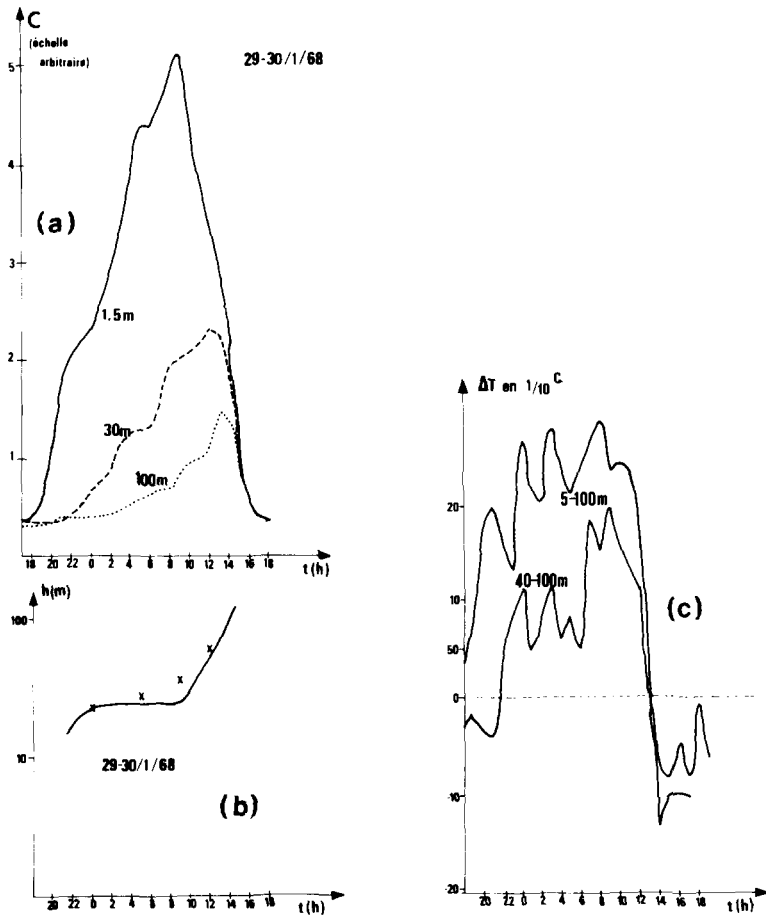 C
(échelle
arbitraire)
29-30/1/68
5
4
(a)
3
1.5m
2
30m
1
100m
18 20 22 0 2 4 6 8 10 12 14 16 18
t(h)
h(m)
100
10
29-30/1/68
(b)
0
20 22 0 2 4 6 8 10 12 14 16 18
t(h)
ΔT en 1/10 C.
20
5-100m
10
40-100m
(c)
50
0
-10
-20
20 22 0 2 4 6 8 10 12 14 16 18
t(h)